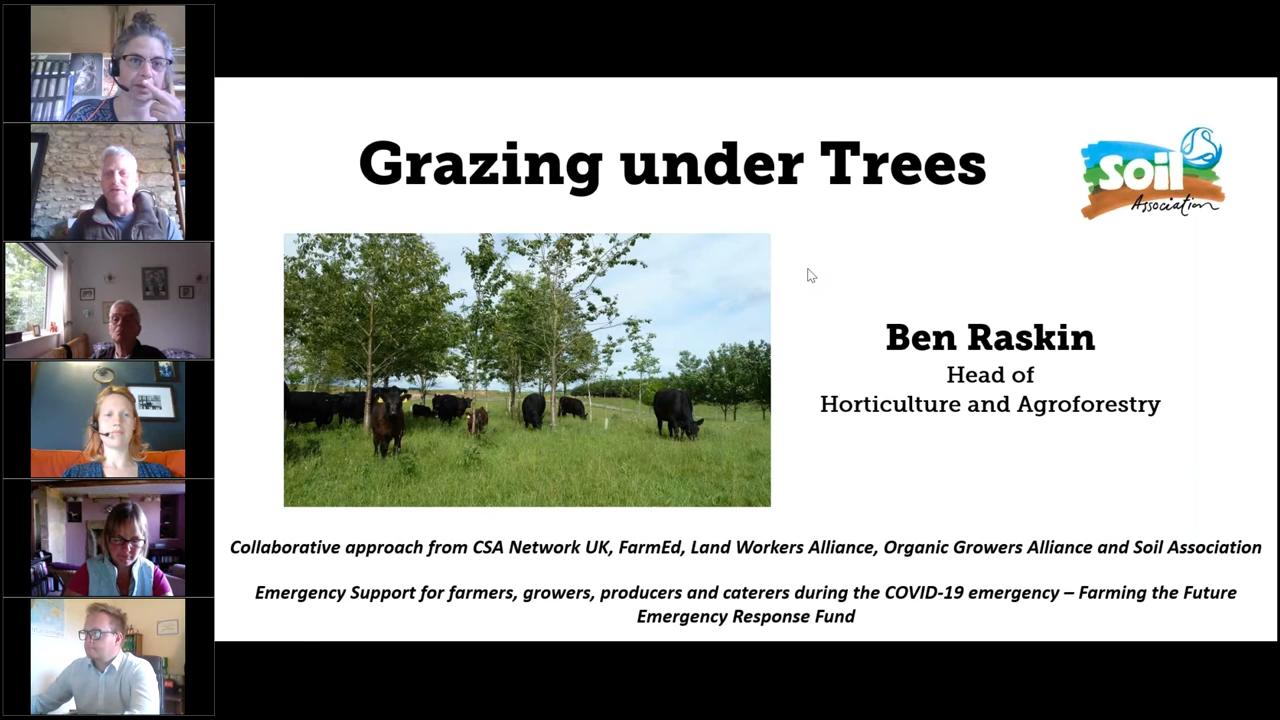 Grazing under Trees
Soil
Association
Ben Raskin
Head of
Horticulture and Agroforestry
Collaborative approach from CSA Network UK, FarmEd, Land Workers Alliance, Organic Growers Alliance and Soil Association
Emergency Support for farmers, growers, producers and caterers during the COVID-19 emergency – Farming the Future
Emergency Response Fund